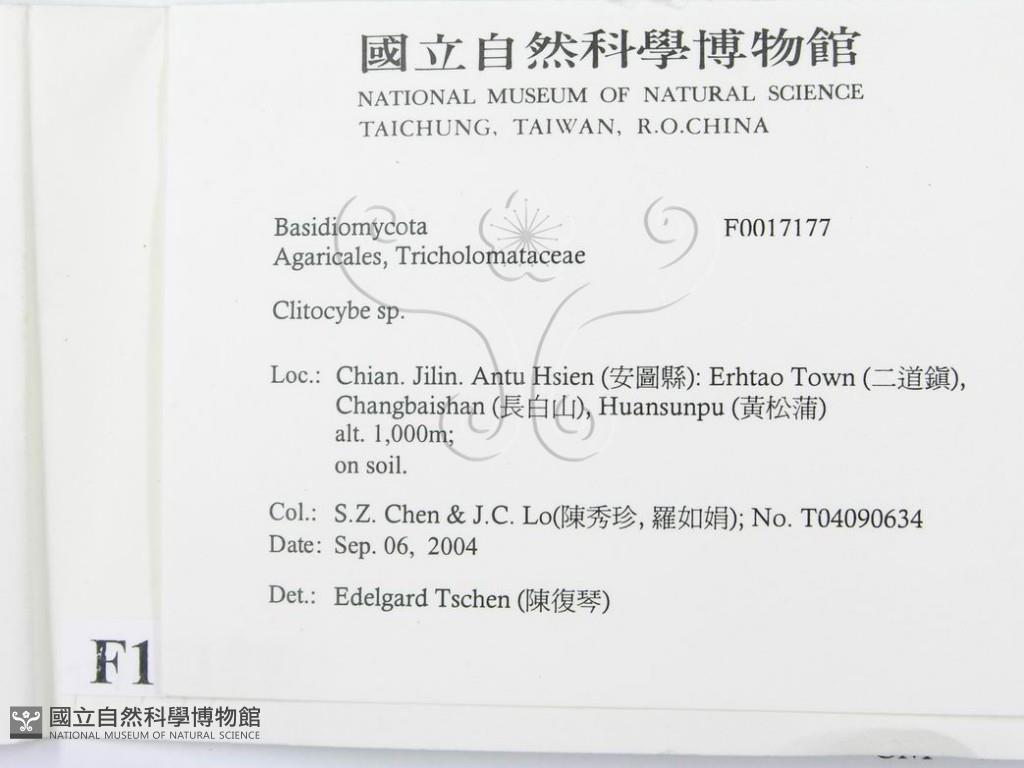 國立自然科學博物館
NATIONAL MUSEUM OF NATURAL SCIENCE
TAICHUNG, TAIWAN, R.O.CHINA
Basidiomycota F0017177
Agaricales, Tricholomataceae
Clitocybe sp.
Loc.: Chian. Jilin. Antu Hsien (安圖縣): Erhtao Town (二道鎮),
Changbaishan (長白山), Huansunpu (黃松蒲)
alt. 1,000m;
on soil.
Col.: S.Z. Chen & J.C. Lo(陳秀珍, 羅如娟); No. T04090634
Date: Sep. 06, 2004
Det.: Edelgard Tschen (陳復琴)
F1
國立自然科學博物館
NATIONAL MUSEUM OF NATURAL SCIENCE